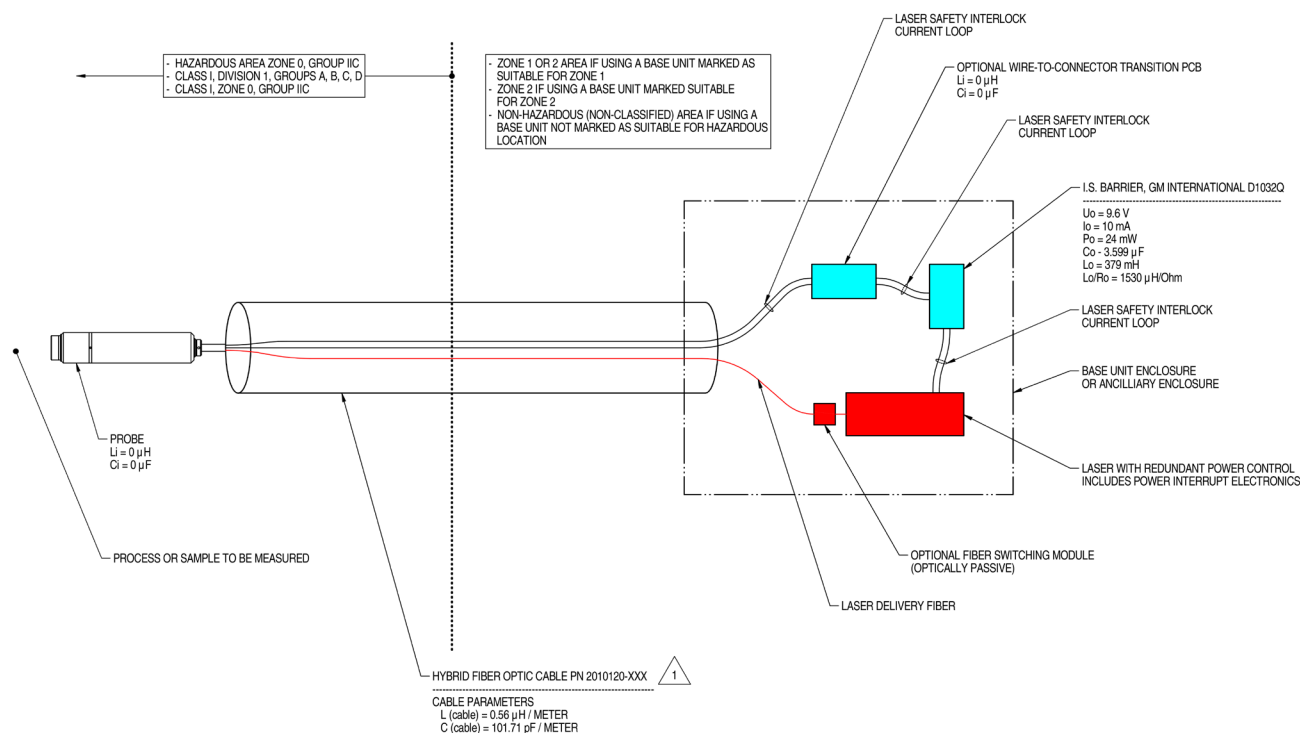 LASER SAFETY INTERLOCK
CURRENT LOOP
- HAZARDOUS AREA ZONE 0, GROUP IIC
- CLASS I, DIVISION 1, GROUPS A, B, C, D
- CLASS I, ZONE 0, GROUP IIC
- ZONE 1 OR 2 AREA IF USING A BASE UNIT MARKED AS
SUITABLE FOR ZONE 1
- ZONE 2 IF USING A BASE UNIT MARKED SUITABLE
FOR ZONE 2
- NON-HAZARDOUS (NON-CLASSIFIED) AREA IF USING A
BASE UNIT NOT MARKED AS SUITABLE FOR HAZARDOUS
LOCATION
OPTIONAL WIRE-TO-CONNECTOR TRANSITION PCB
Li = 0 µH
Ci = 0 µF
LASER SAFETY INTERLOCK
CURRENT LOOP
I.S. BARRIER, GM INTERNATIONAL D1032Q
Uo = 9.6 V
Io = 10 mA
Po = 24 mW
Co - 3.599 µF
Lo = 379 mH
Lo/Ro = 1530 µH/Ohm
LASER SAFETY INTERLOCK
CURRENT LOOP
BASE UNIT ENCLOSURE
OR ANCILLIARY ENCLOSURE
PROBE
Li = 0 µH
Ci = 0 µF
LASER WITH REDUNDANT POWER CONTROL
INCLUDES POWER INTERRUPT ELECTRONICS
PROCESS OR SAMPLE TO BE MEASURED
OPTIONAL FIBER SWITCHING MODULE
(OPTICALLY PASSIVE)
LASER DELIVERY FIBER
HYBRID FIBER OPTIC CABLE PN 2010120-XXX
1
CABLE PARAMETERS
L (cable) = 0.56 µH / METER
C (cable) = 101.71 pF / METER